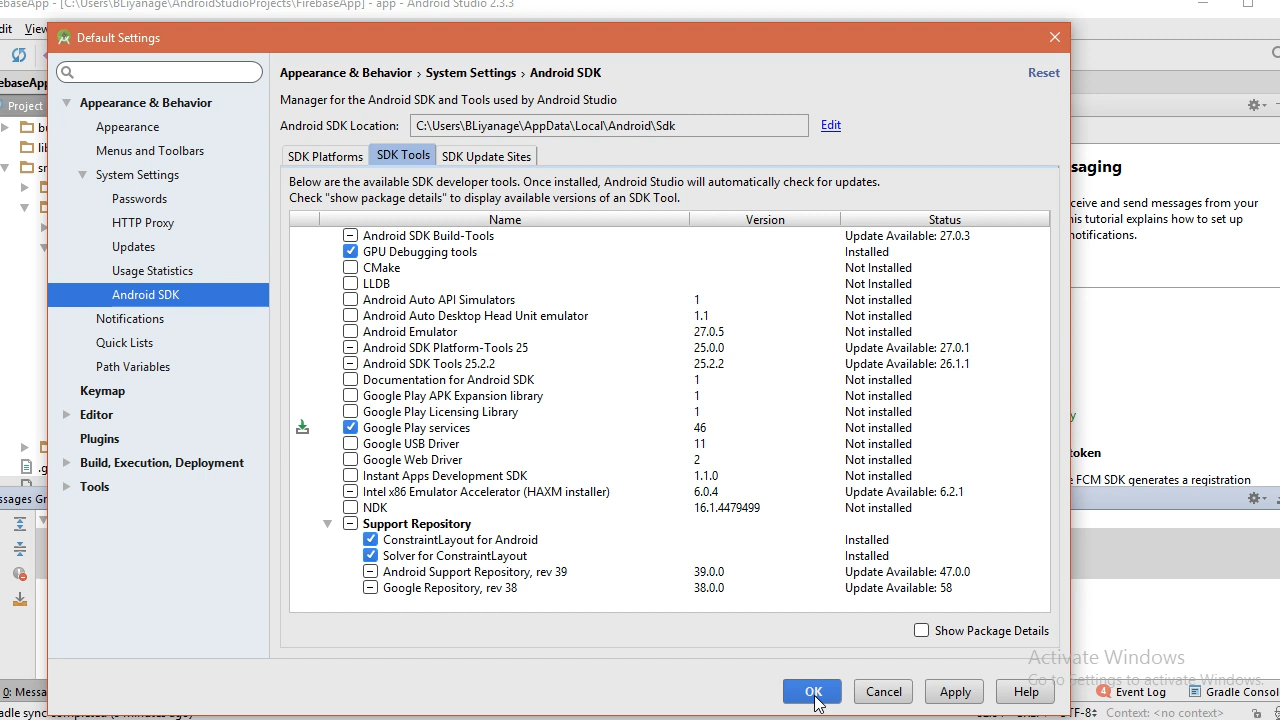 ebaseApp - [C:\Users\BLiyanage\AndroidStudioProjects\FirebaseApp] - app - Android Studio 2.3.3
dit View
Default Settings
ebaseApp
Project
Appearance & Behavior
Appearance
Menus and Toolbars
System Settings
Passwords
HTTP Proxy
Updates
Usage Statistics
Android SDK
Notifications
Quick Lists
Path Variables
Keymap
Editor
Plugins
Build, Execution, Deployment
Tools
Appearance & Behavior › System Settings › Android SDK
Reset
Manager for the Android SDK and Tools used by Android Studio
Android SDK Location: C:\Users\BLiyanage\AppData\Local\Android\Sdk Edit
SDK Platforms SDK Tools SDK Update Sites
Below are the available SDK developer tools. Once installed, Android Studio will automatically check for updates.
Check "show package details" to display available versions of an SDK Tool.
Name Version Status
Android SDK Build-Tools Update Available: 27.0.3
GPU Debugging tools Installed
CMake Not Installed
LLDB Not Installed
Android Auto API Simulators 1 Not installed
Android Auto Desktop Head Unit emulator 1.1 Not installed
Android Emulator 27.0.5 Not installed
Android SDK Platform-Tools 25 25.0.0 Update Available: 27.0.1
Android SDK Tools 25.2.2 25.2.2 Update Available: 26.1.1
Documentation for Android SDK 1 Not installed
Google Play APK Expansion library 1 Not installed
Google Play Licensing Library 1 Not installed
Google Play services 46 Not installed
Google USB Driver 11 Not installed
Google Web Driver 2 Not installed
Instant Apps Development SDK 1.1.0 Not installed
Intel x86 Emulator Accelerator (HAXM installer) 6.0.4 Update Available: 6.2.1
NDK 16.1.4479499 Not installed
Support Repository
ConstraintLayout for Android Installed
Solver for ConstraintLayout Installed
Android Support Repository, rev 39 39.0.0 Update Available: 47.0.0
Google Repository, rev 38 38.0.0 Update Available: 58
Show Package Details
OK Cancel Apply Help
saging
ceive and send messages from your
his tutorial explains how to set up
notifications.
y
oken
e FCM SDK generates a registration
ssages Gr
Activate Windows
Go to Settings to activate Windows.
0: Messa
4 Event Log Gradle Consol
Context: <no context>